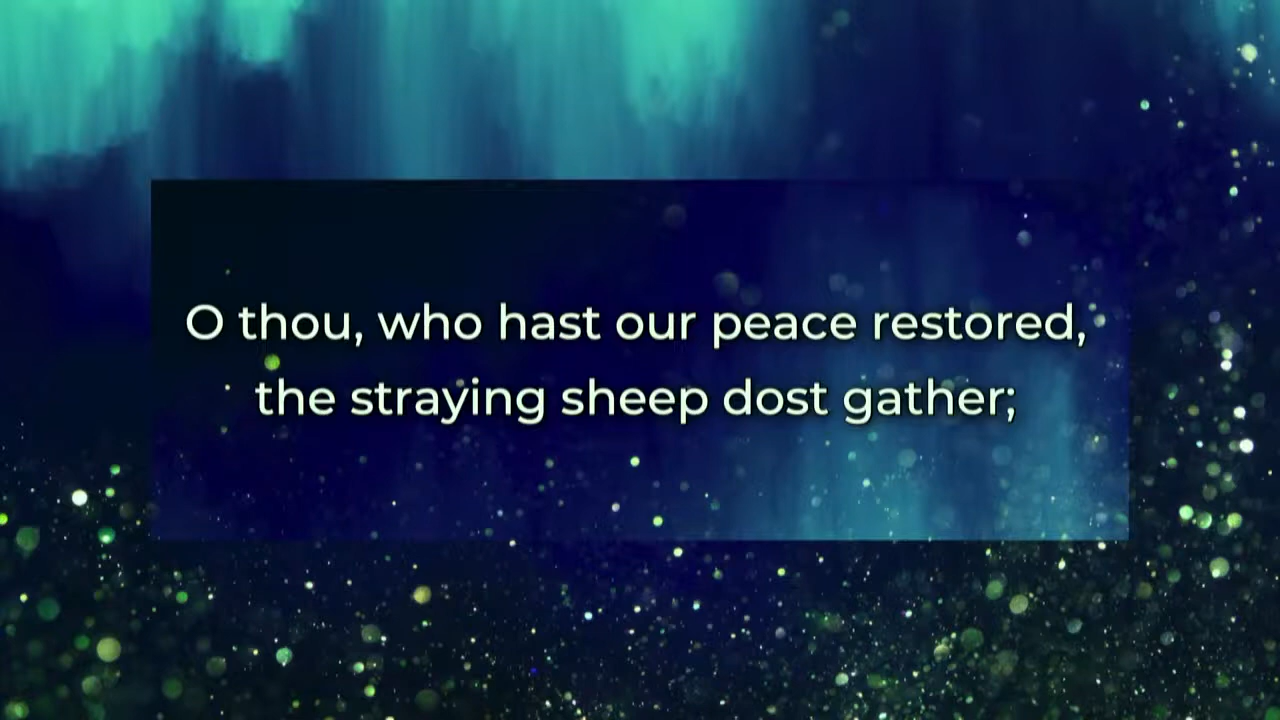 O thou, who hast our peace restored,
the straying sheep dost gather;